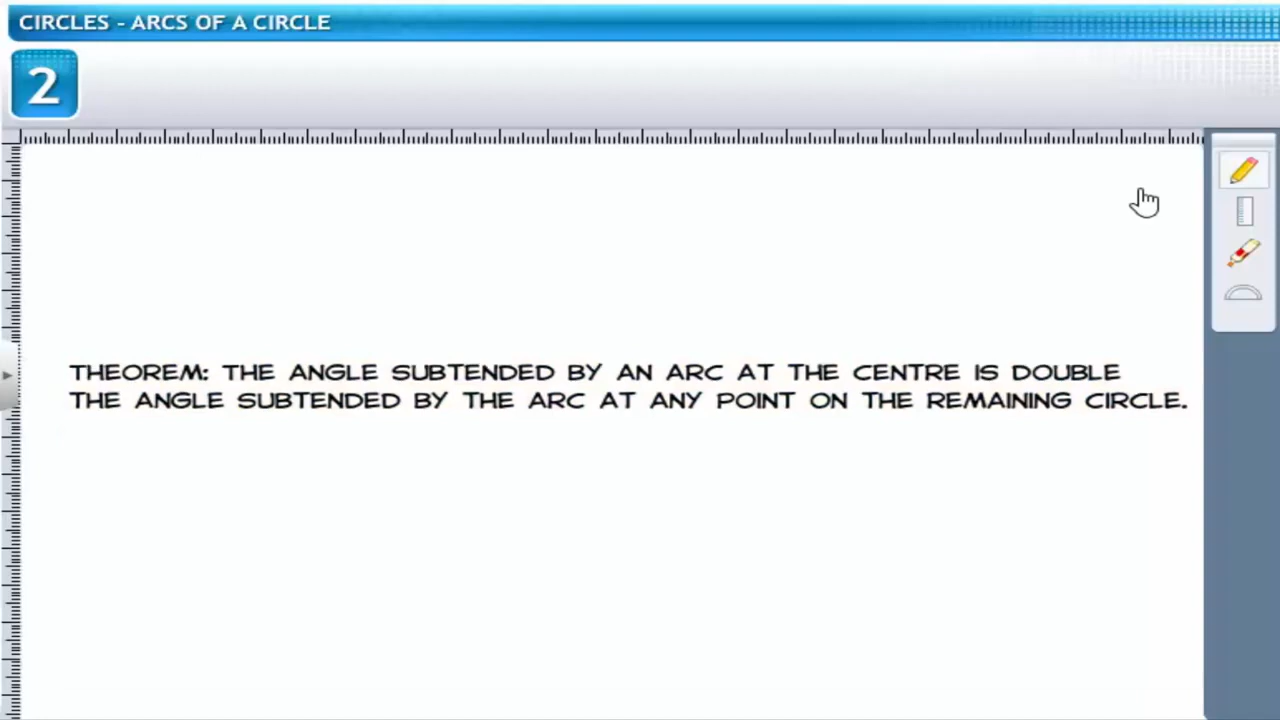 CIRCLES - ARCS OF A CIRCLE
2
THEOREM: THE ANGLE SUBTENDED BY AN ARC AT THE CENTRE IS DOUBLE
THE ANGLE SUBTENDED BY THE ARC AT ANY POINT ON THE REMAINING CIRCLE.